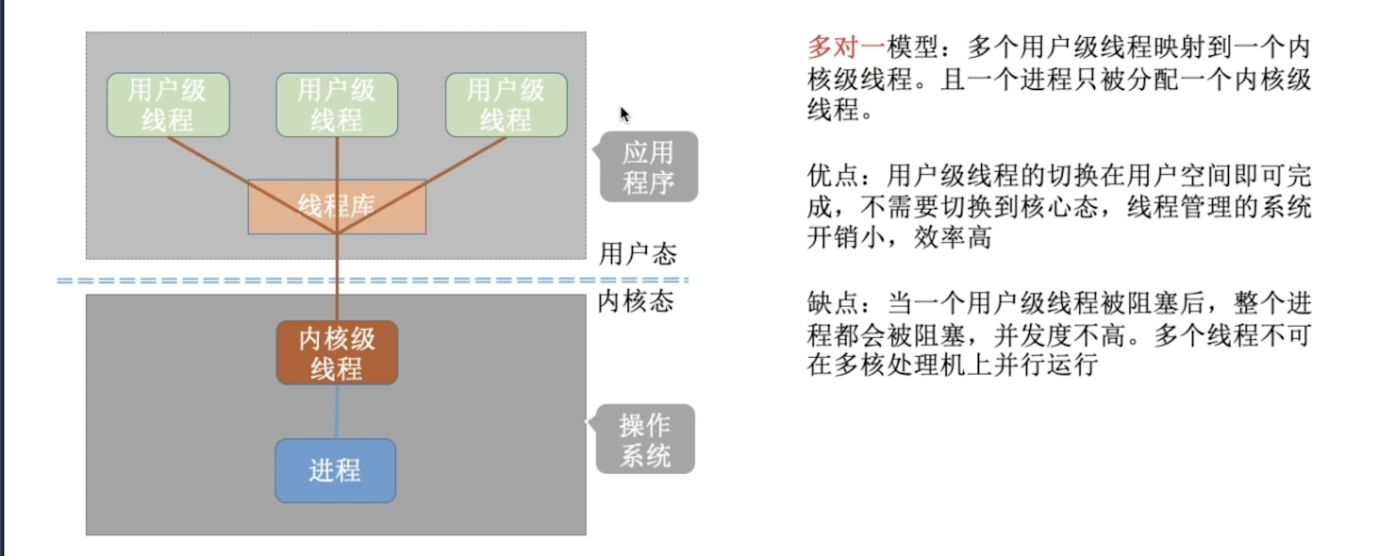 用户级
线程
用户级
线程
用户级
线程
线程库
应用
程序
用户态
内核态
内核级
线程
进程
操作
系统
多对一模型：多个用户级线程映射到一个内
核级线程。且一个进程只被分配一个内核级
线程。
优点：用户级线程的切换在用户空间即可完
成，不需要切换到核心态，线程管理的系统
开销小，效率高
缺点：当一个用户级线程被阻塞后，整个进
程都会被阻塞，并发度不高。多个线程不可
在多核处理机上并行运行